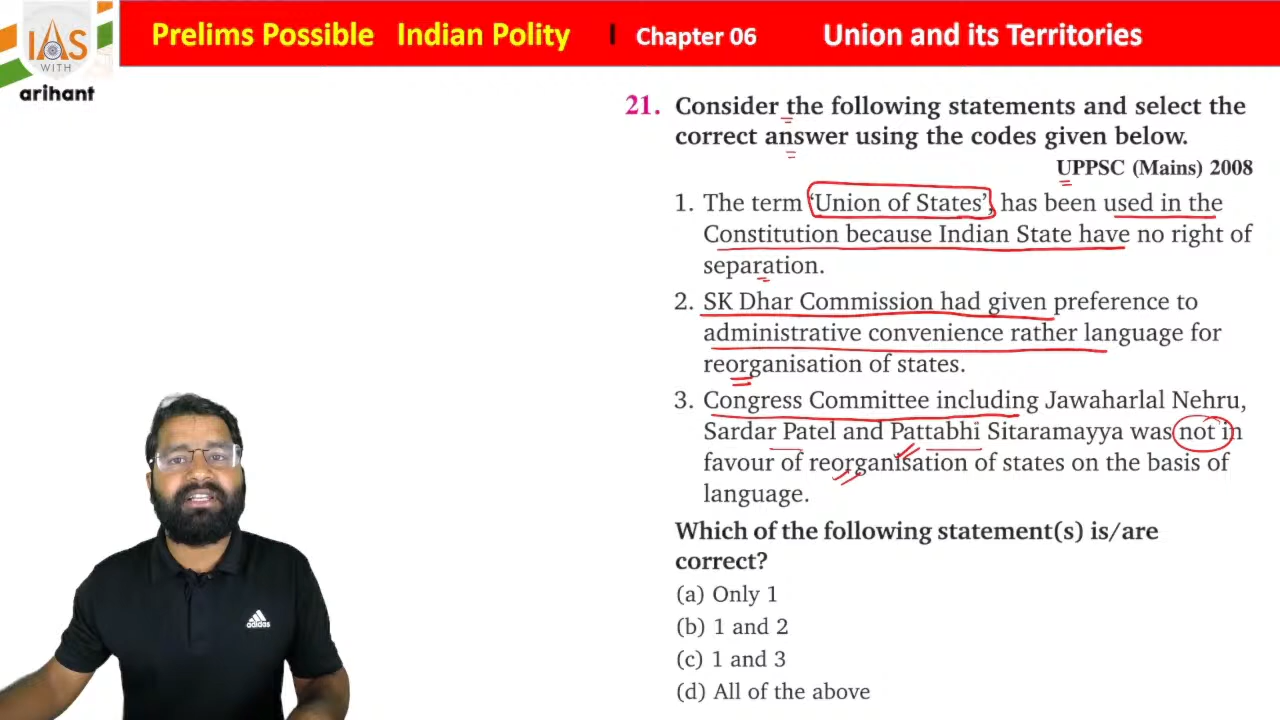 IAS
WITH
arihant
Prelims Possible Indian Polity | Chapter 06 Union and its Territories
21. Consider the following statements and select the
correct answer using the codes given below.
UPPSC (Mains) 2008
1. The term 'Union of States', has been used in the
Constitution because Indian State have no right of
separation.
2. SK Dhar Commission had given preference to
administrative convenience rather language for
reorganisation of states.
3. Congress Committee including Jawaharlal Nehru,
Sardar Patel and Pattabhi Sitaramayya was not in
favour of reorganisation of states on the basis of
language.
Which of the following statement(s) is/are
correct?
(a) Only 1
(b) 1 and 2
(c) 1 and 3
(d) All of the above
adidas